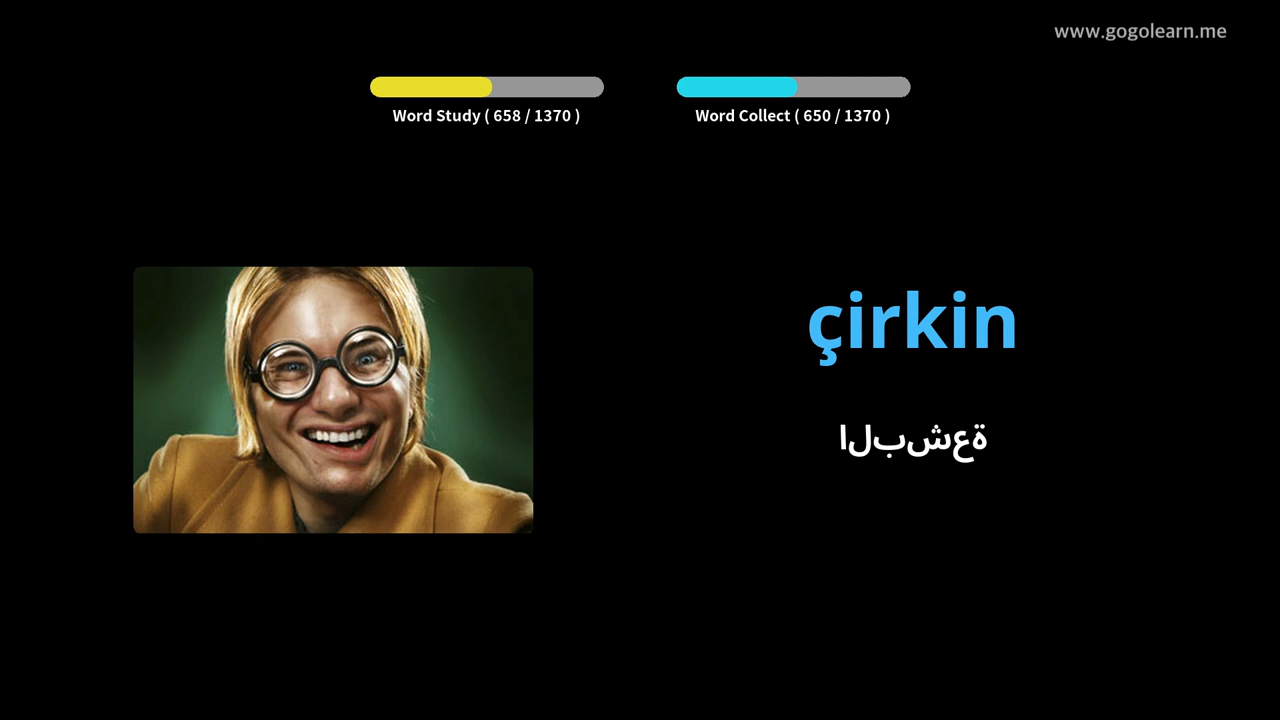 www.gogolearn.me
Word Study ( 658 / 1370 )
Word Collect ( 650 / 1370 )
çirkin
البشعة